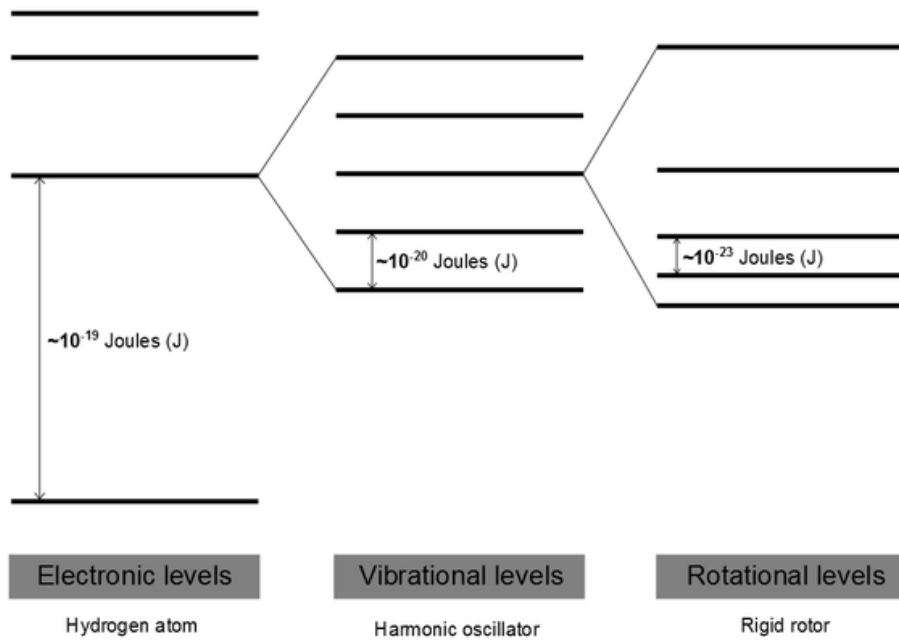 ~10⁻²⁰ Joules (J)
~10⁻²³ Joules (J)
~10⁻¹⁹ Joules (J)
Electronic levels
Vibrational levels
Rotational levels
Hydrogen atom
Harmonic oscillator
Rigid rotor